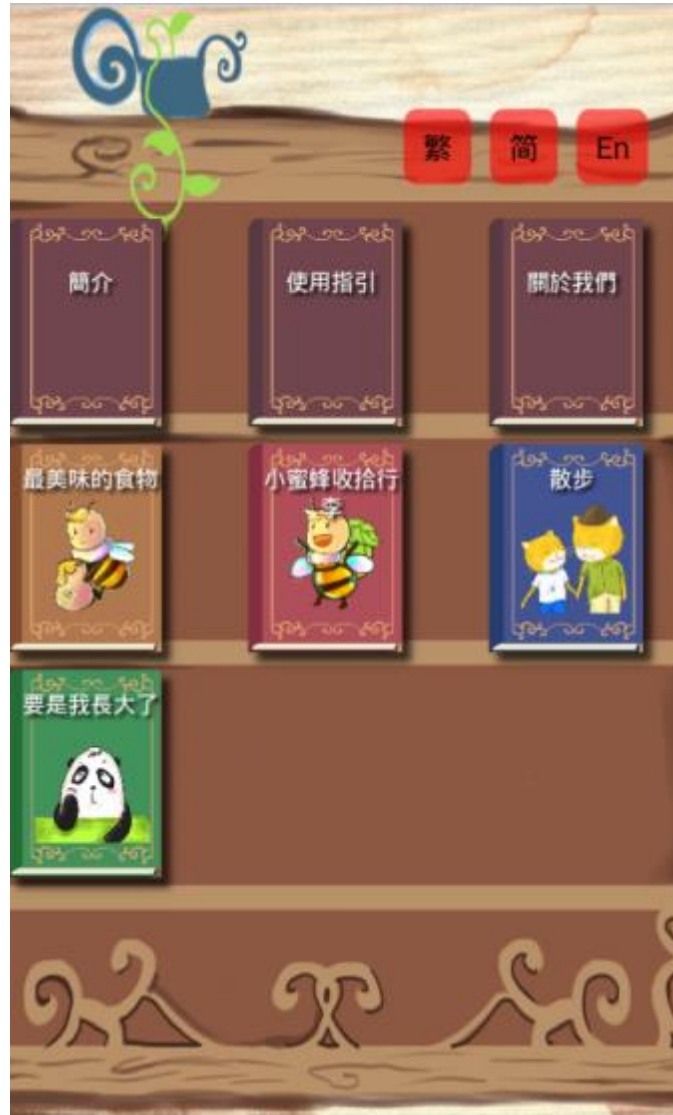 繁 简 En
簡介
使用指引
關於我們
最美味的食物
小蜜蜂收拾行
李
散步
要是我長大了